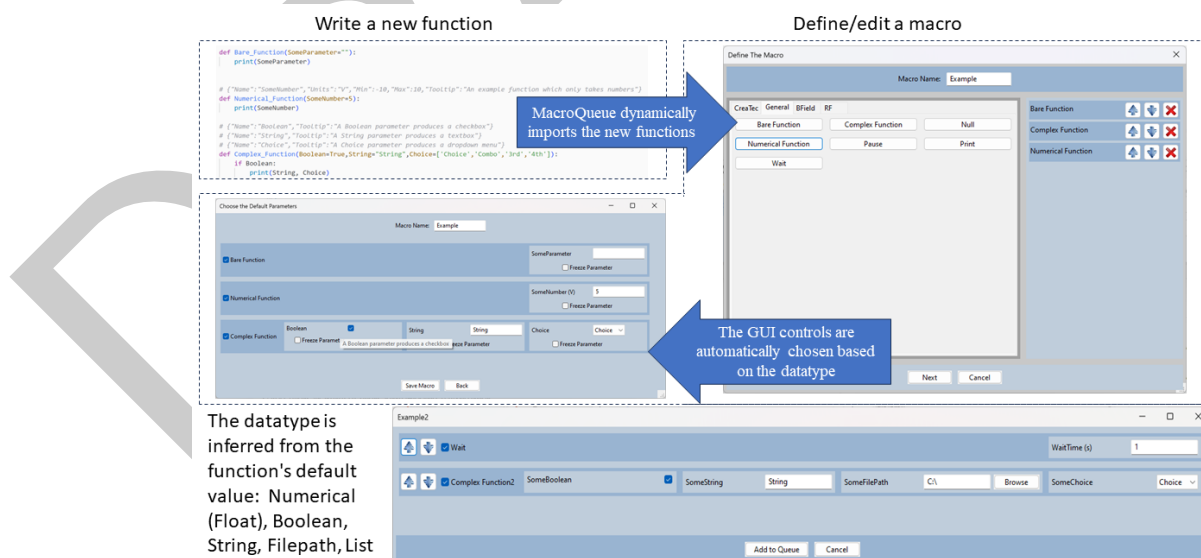 Write a new function
Define/edit a macro
def Bare_Function(SomeParameter=""):
print(SomeParameter)
# {"Name":"SomeNumber","Units":"V","Min":-10,"Max":10,"Tooltip":"An example function which only takes numbers"}
def Numerical_Function(SomeNumber=5):
print(SomeNumber)
# {"Name":"Boolean","Tooltip":"A Boolean parameter produces a checkbox"}
# {"Name":"String","Tooltip":"A String parameter produces a textbox"}
# {"Name":"Choice","Tooltip":"A Choice parameter produces a dropdown menu"}
def Complex_Function(Boolean=True,String="String",Choice=['Choice','Combo','3rd','4th']):
if Boolean:
print(String, Choice)
MacroQueue dynamically
imports the new functions
Define The Macro
Macro Name: Example
CreaTec General BField RF
Bare Function Complex Function Null
Numerical Function Pause Print
Wait
Bare Function
Complex Function
Numerical Function
Next Cancel
Choose the Default Parameters
Macro Name: Example
Bare Function SomeParameter
Freeze Parameter
Numerical Function SomeNumber (V) 5
Freeze Parameter
Complex Function Boolean String String Choice Choice
Freeze Paramet A Boolean parameter produces a checkbox eeze Parameter Freeze Parameter
Save Macro Back
The GUI controls are
automatically chosen based
on the datatype
The datatype is
inferred from the
function's default
value: Numerical
(Float), Boolean,
String, Filepath, List
Example2
Wait WaitTime (s) 1
Complex Function2 SomeBoolean SomeString String SomeFilePath C:\ Browse SomeChoice Choice
Add to Queue Cancel